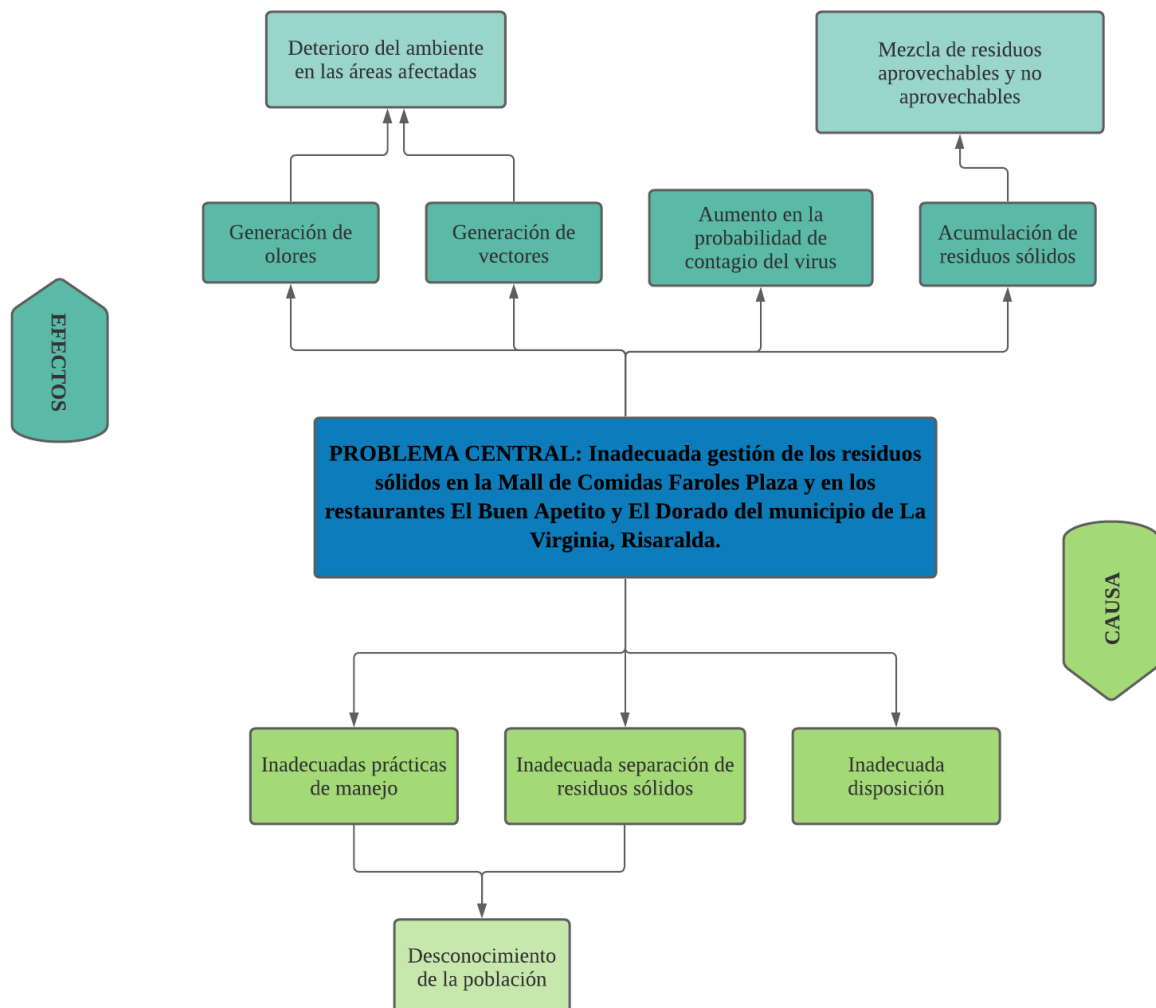 Deterioro del ambiente
en las áreas afectadas
Mezcla de residuos
aprovechables y no
aprovechables
Generación de
olores
Generación de
vectores
Aumento en la
probabilidad de
contagio del virus
Acumulación de
residuos sólidos
EFECTOS
PROBLEMA CENTRAL: Inadecuada gestión de los residuos
sólidos en la Mall de Comidas Faroles Plaza y en los
restaurantes El Buen Apetito y El Dorado del municipio de La
Virginia, Risaralda.
CAUSA
Inadecuadas prácticas
de manejo
Inadecuada separación de
residuos sólidos
Inadecuada
disposición
Desconocimiento
de la población